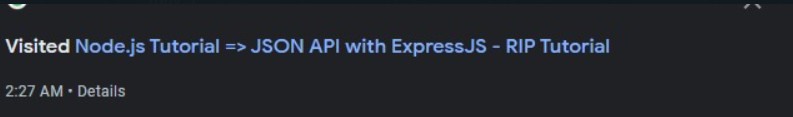 Visited Node.js Tutorial => JSON API with ExpressJS - RIP Tutorial
2:27 AM • Details